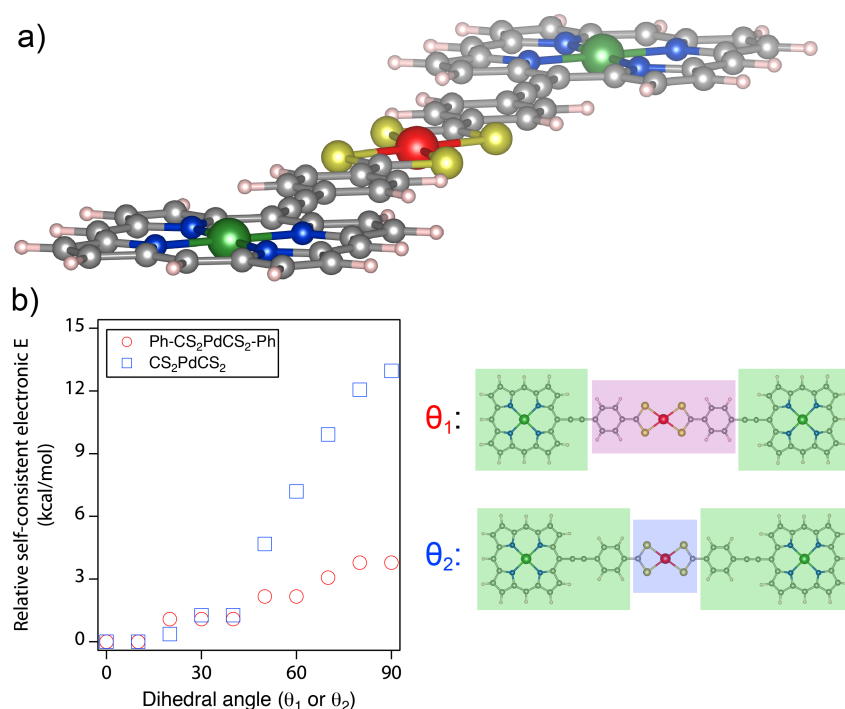 a)
b)
Relative self-consistent electronic E
(kcal/mol)
15
12
9
6
3
0
Ph-CS₂PdCS₂-Ph
CS₂PdCS₂
0
30
60
90
Dihedral angle (θ₁ or θ₂)
θ₁:
θ₂: